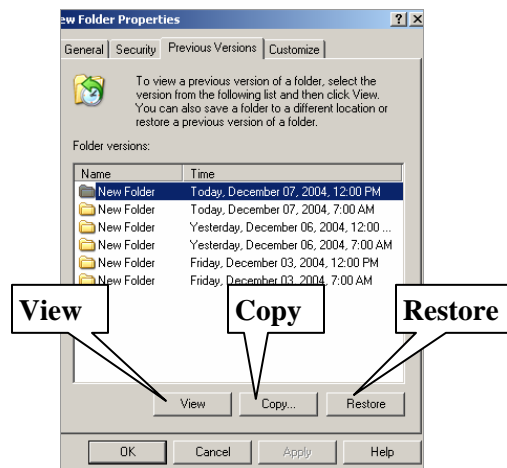 ew Folder Properties
General Security Previous Versions Customize
To view a previous version of a folder, select the
version from the following list and then click View.
You can also save a folder to a different location or
restore a previous version of a folder.
Folder versions:
Name Time
New Folder Today, December 07, 2004, 12:00 PM
New Folder Today, December 07, 2004, 7:00 AM
New Folder Yesterday, December 06, 2004, 12:00 ...
New Folder Yesterday, December 06, 2004, 7:00 AM
New Folder Friday, December 03, 2004, 12:00 PM
New Folder Friday, December 03, 2004, 7:00 AM
View Copy Restore
View Copy... Restore
OK Cancel Apply Help